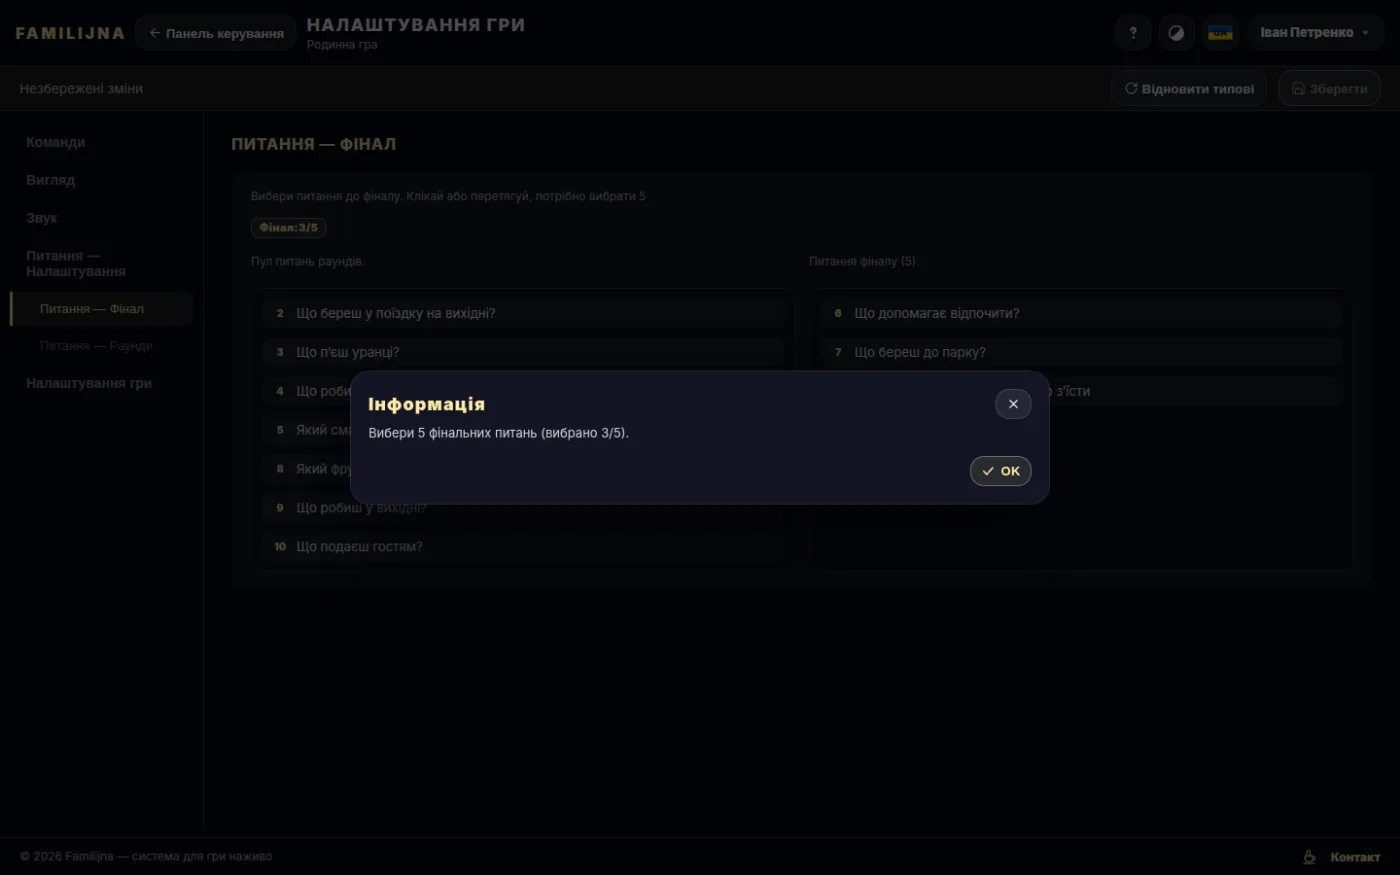 FAMILIJNA
← Панель керування
НАЛАШТУВАННЯ ГРИ
Родинна гра
?
Іван Петренко
Незбережені зміни
Відновити типові
Зберегти
Команди
Вигляд
Звук
Питання —
Налаштування
Питання — Фінал
Питання — Раунди
Налаштування гри
ПИТАННЯ — ФІНАЛ
Вибери питання до фіналу. Клікай або перетягуй, потрібно вибрати 5
Фінал: 3/5
Пул питань раундів.
2 Що береш у поїздку на вихідні?
3 Що п'єш уранці?
4 Що роби
5 Який сма
8 Який фру
9 Що робиш у вихідні?
10 Що подаєш гостям?
Питання фіналу (5).
6 Що допомагає відпочити?
7 Що береш до парку?
з'їсти
Інформація
Вибери 5 фінальних питань (вибрано 3/5).
OK
© 2026 Familijna — система для гри наживо
Контакт